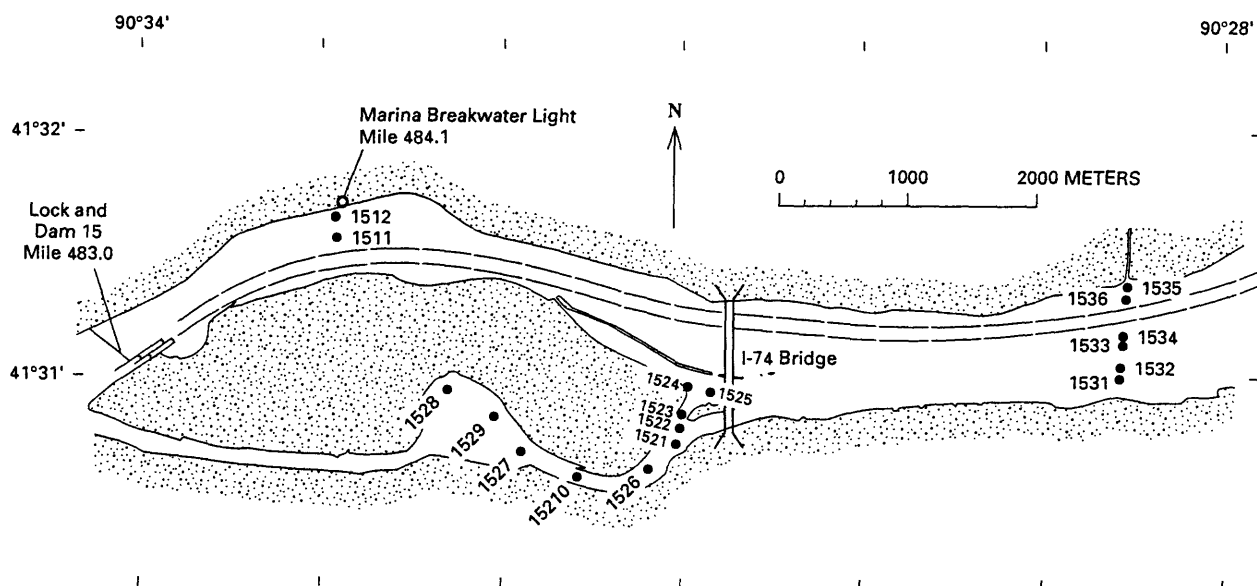 90°34'
90°28'
41°32'
Marina Breakwater Light
Mile 484.1
N
0 1000 2000 METERS
Lock and
Dam 15
Mile 483.0
1512
1511
1535
1536
1534
1533
1532
1531
I-74 Bridge
41°31'
1524
1525
1523
1522
1521
1528
1529
1527
15210
1526